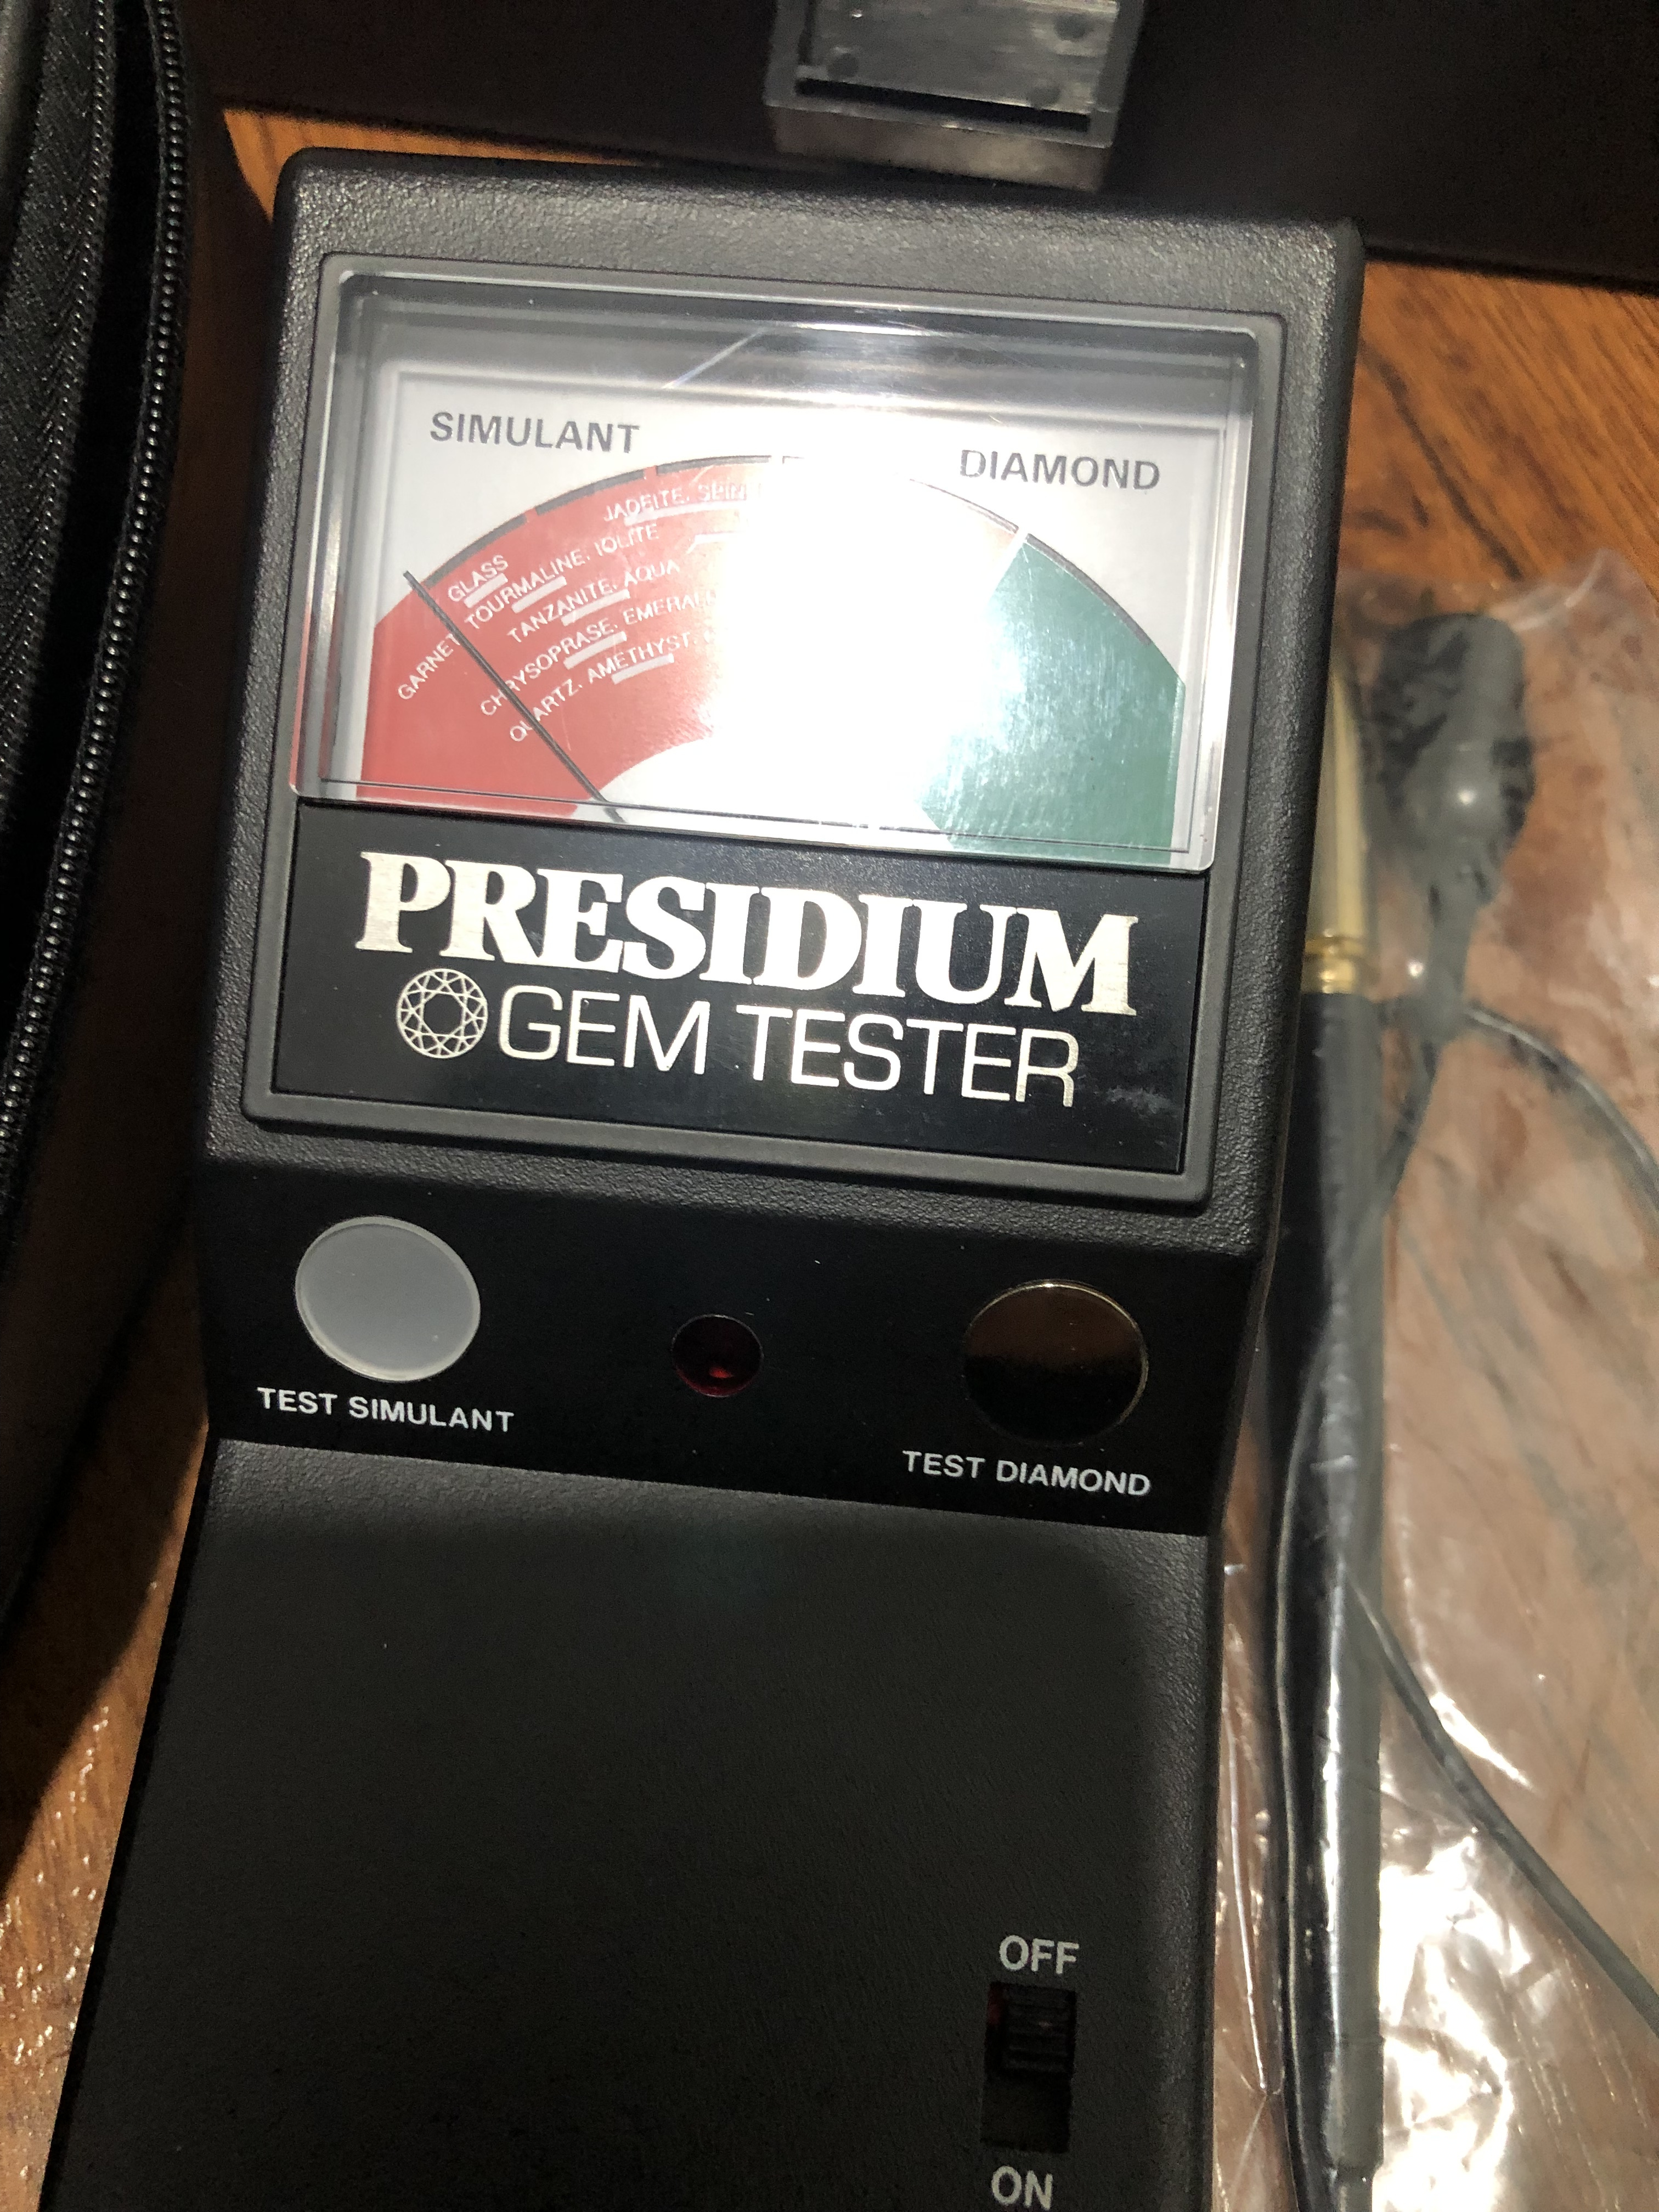 SIMULANT
DIAMOND
JADEITE,
GLASS
TOURMALINE, IOLITE
GARNET
TANZANITE, AQUA
CHRYSOPRASE,
QUARTZ, AMETHYST,
PRESIDIUM
GEM TESTER
TEST SIMULANT
TEST DIAMOND
OFF
ON